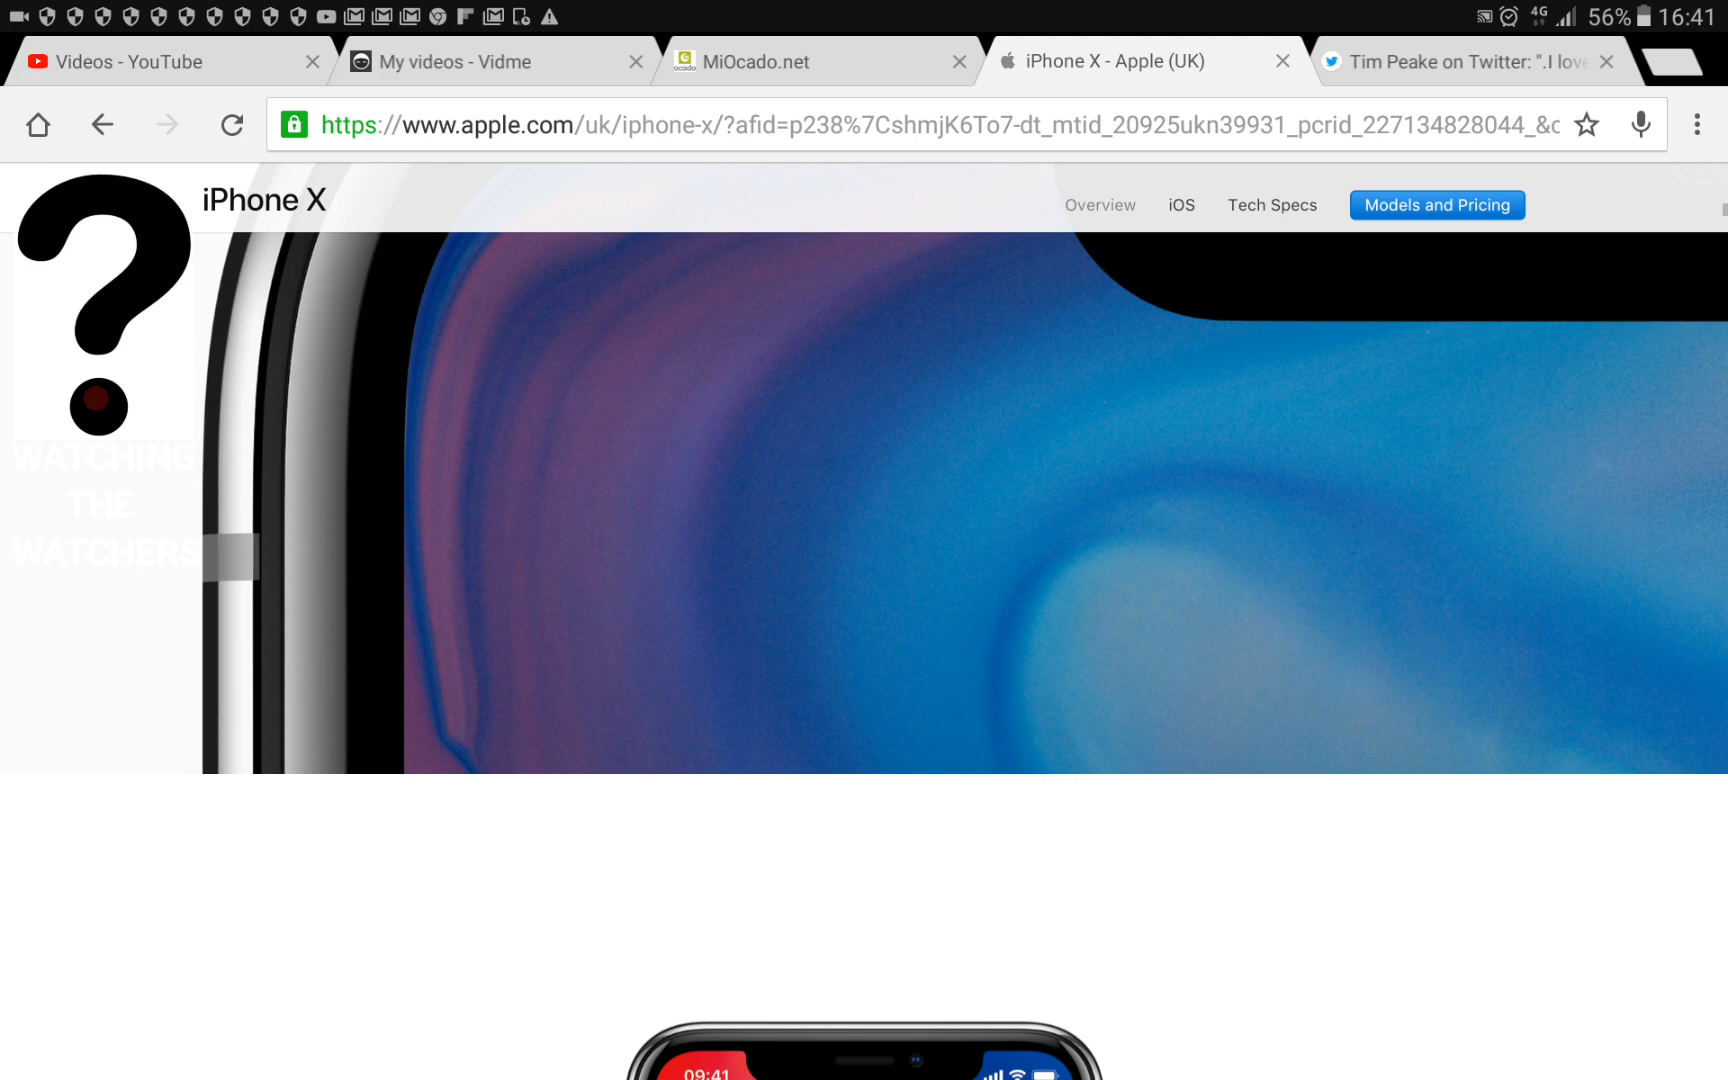 4G 56% 16:41
Videos - YouTube
My videos - Vidme
MiOcado.net
iPhone X - Apple (UK)
Tim Peake on Twitter: ".I love
https://www.apple.com/uk/iphone-x/?afid=p238%7CshmjK6To7-dt_mtid_20925ukn39931_pcrid_227134828044_&c
iPhone X
Overview
iOS
Tech Specs
Models and Pricing
?
WATCHING
THE
WATCHERS
09:41